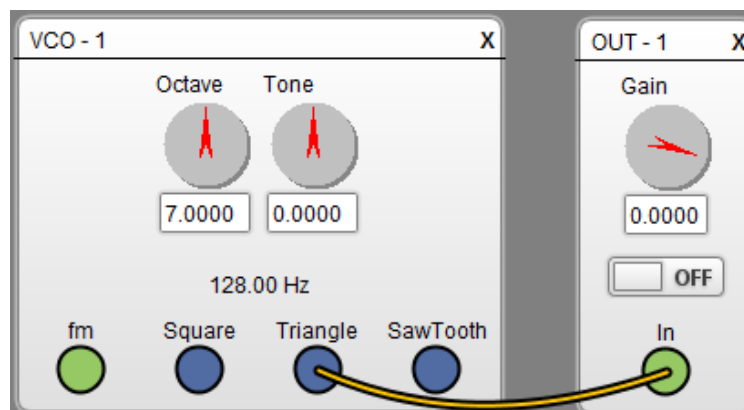 VCO - 1 X
Octave Tone
7.0000 0.0000
128.00 Hz
fm Square Triangle SawTooth
OUT - 1 X
Gain
0.0000
OFF
In